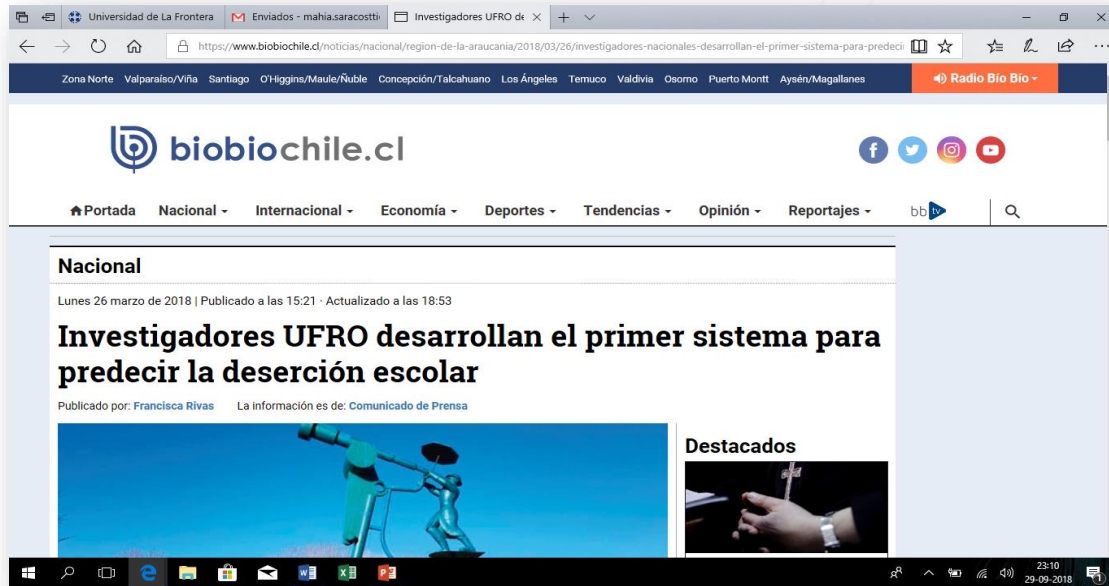 Universidad de La Frontera
Enviados - mahia.saracostti
Investigadores UFRO de
https://www.biobiochile.cl/noticias/nacional/region-de-la-araucania/2018/03/26/investigadores-nacionales-desarrollan-el-primer-sistema-para-predeci
Zona Norte Valparaíso/Viña Santiago O'Higgins/Maule/Ñuble Concepción/Talcahuano Los Ángeles Temuco Valdivia Osorno Puerto Montt Aysén/Magallanes Radio Bío Bío
biobiochile.cl
Portada Nacional Internacional Economía Deportes Tendencias Opinión Reportajes bb tv
Nacional
Lunes 26 marzo de 2018 | Publicado a las 15:21 · Actualizado a las 18:53
Investigadores UFRO desarrollan el primer sistema para
predecir la deserción escolar
Publicado por: Francisca Rivas La información es de: Comunicado de Prensa
Destacados
23:10
29-09-2018